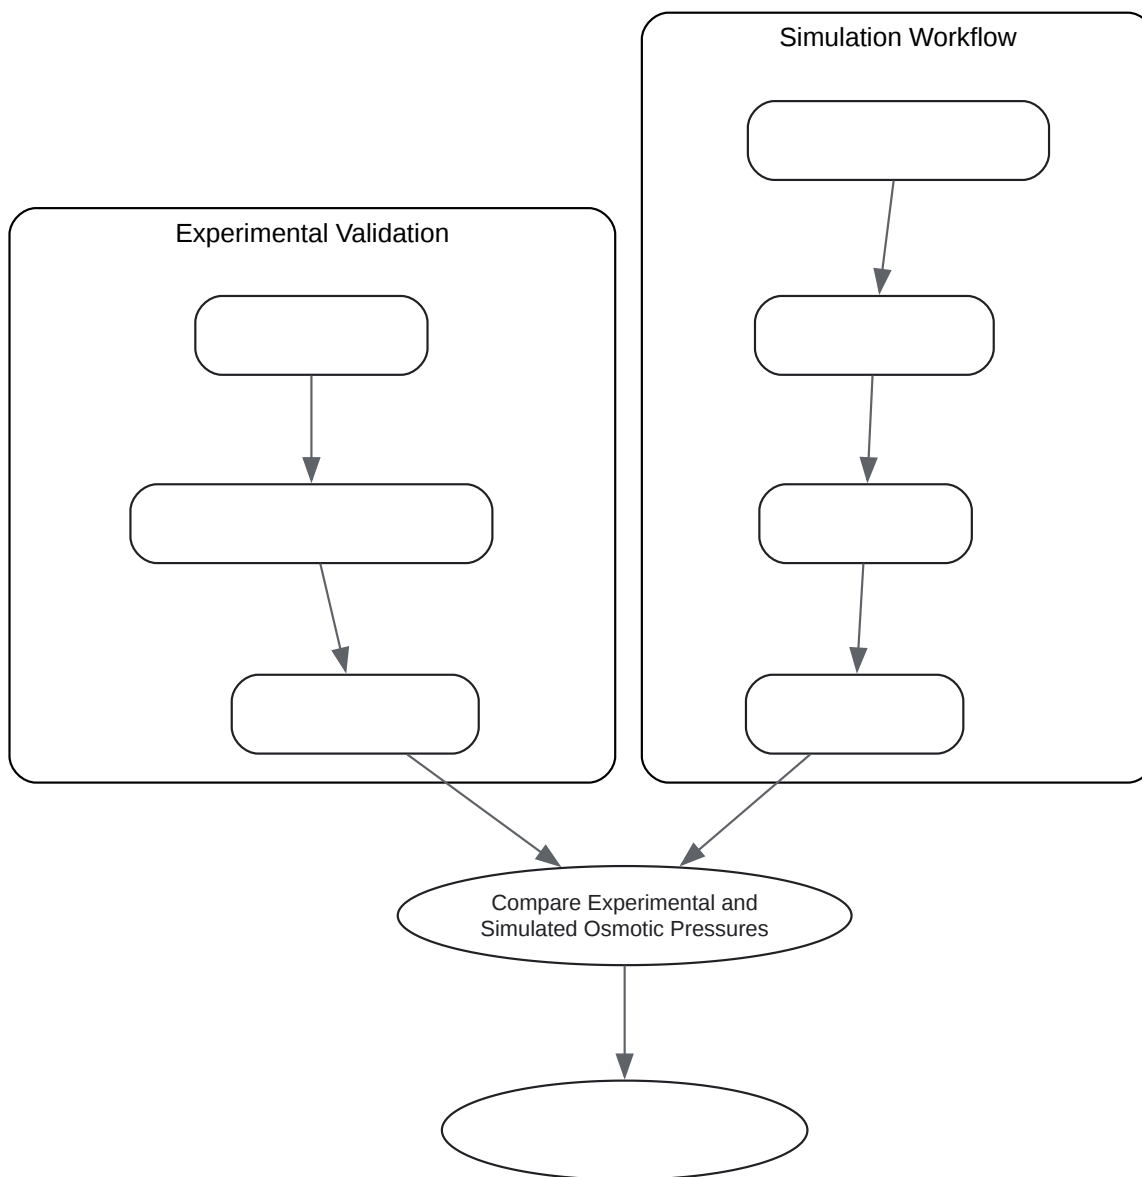 Simulation Workflow
Experimental Validation
Compare Experimental and
Simulated Osmotic Pressures